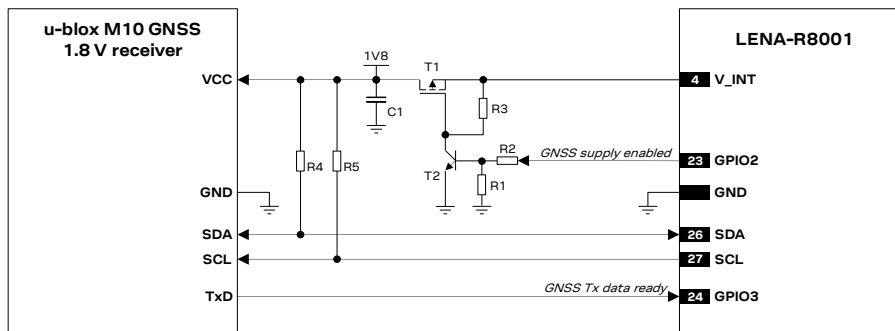 u-blox M10 GNSS
1.8 V receiver
LENA-R8001
1V8
T1
VCC
4 V_INT
C1
R3
R2
GNSS supply enabled
23 GPIO2
R4
R5
T2
R1
GND
GND
SDA
26 SDA
SCL
27 SCL
TxD
GNSS Tx data ready
24 GPIO3